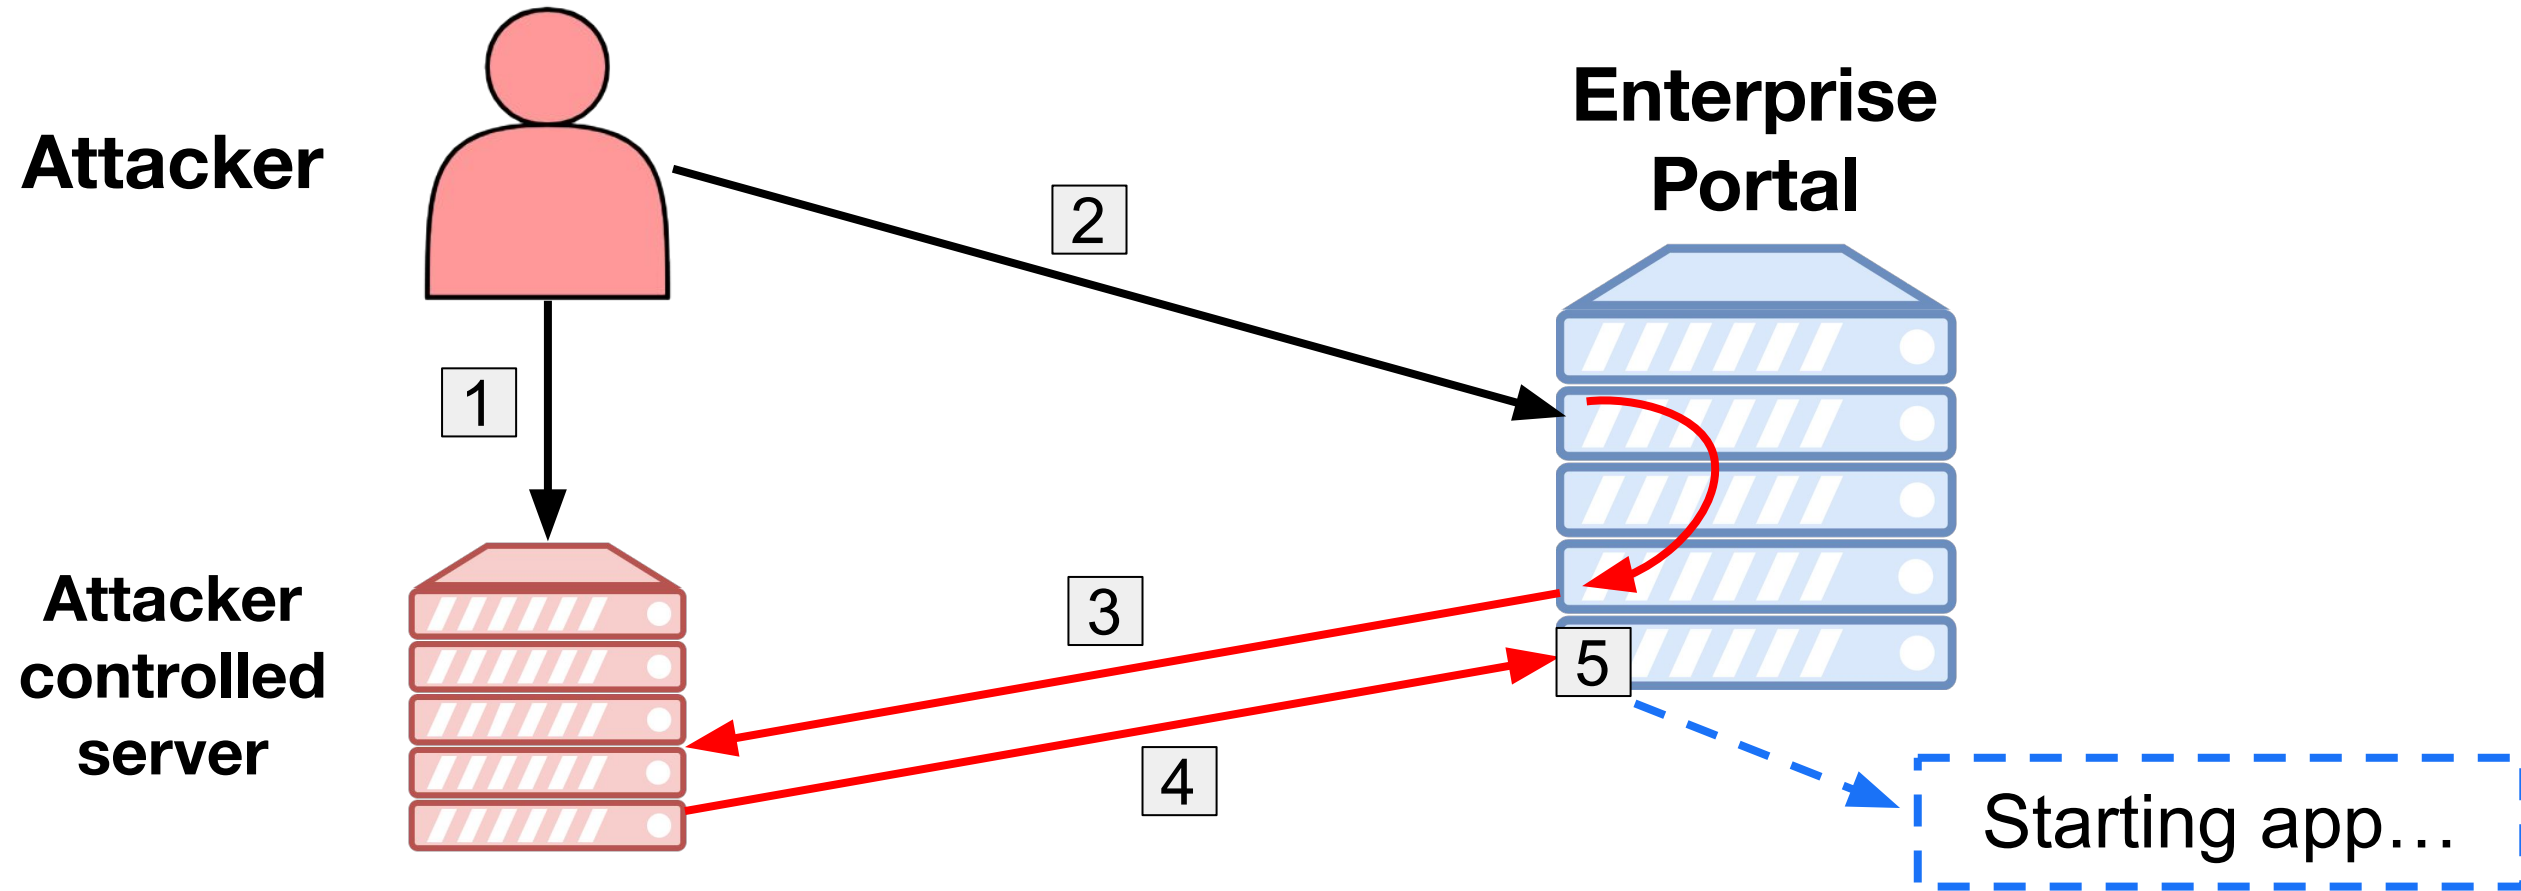 Attacker
Enterprise
Portal
2
1
Attacker
controlled
server
3
5
4
Starting app…